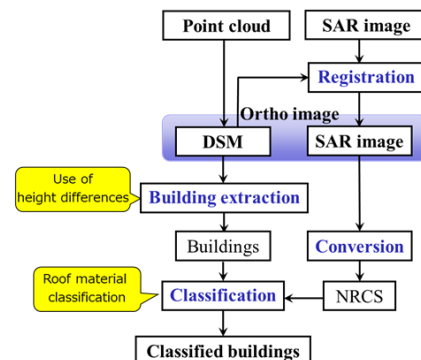 Point cloud
SAR image
Registration
Ortho image
DSM
SAR image
Use of
height differences
Building extraction
Buildings
Conversion
Roof material
classification
Classification
NRCS
Classified buildings